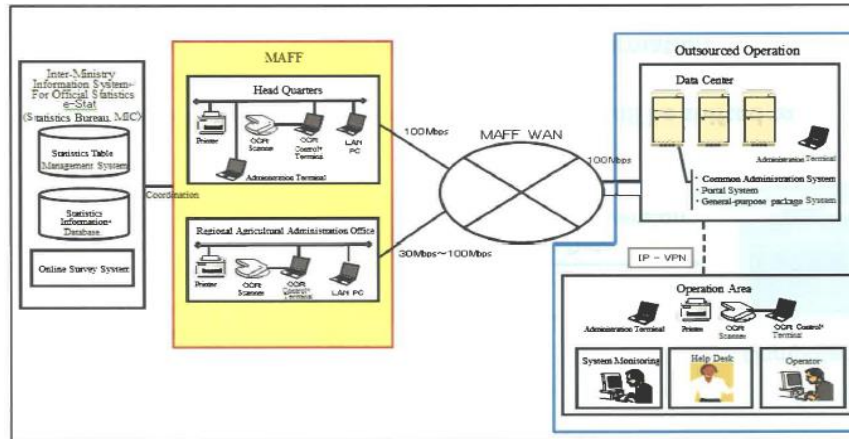 Inter-Ministry
Information System
For Official Statistics
e-Stat
(Statistics Bureau, MIC)
Statistics Table
Management System
Statistics
Information
Database
Online Survey System
Coordination
MAFF
Head Quarters
Printer
OCR
Scanner
OCR
Control
Terminal
LAN
PC
Administration Terminal
Regional Agricultural Administration Office
Printer
OCR
Scanner
OCR
Control
Terminal
LAN PC
100Mbps
30Mbps～100Mbps
MAFF WAN
100Mbps
Outsourced Operation
Data Center
Administration
Terminal
・Common Administration System
・Portal System
・General-purpose package System
IP - VPN
Operation Area
Administration Terminal
Printer
OCR
Scanner
OCR Control
Terminal
System Monitoring
Help Desk
Operator